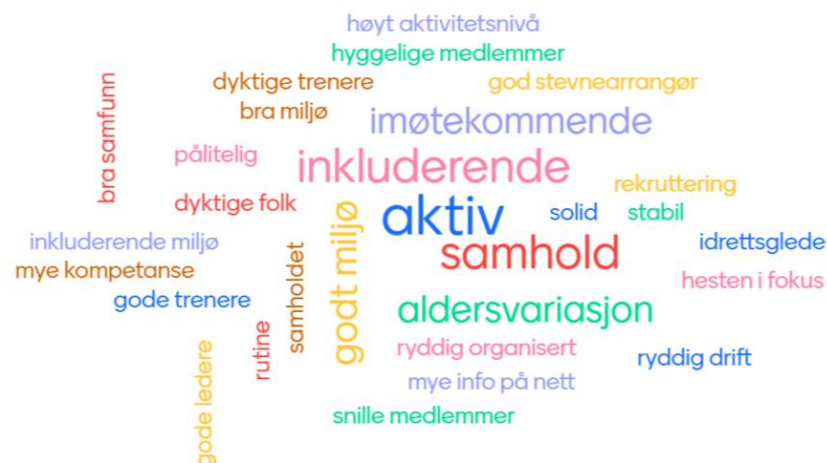 høyt aktivitetsnivå
hyggelige medlemmer
dyktige trenere
god stevnearrangør
bra miljø
imøtekommende
bra samfunn
pålitelig
inkluderende
rekruttering
dyktige folk
aktiv
solid
stabil
inkluderende miljø
godt miljø
samhold
idrettsglede
mye kompetanse
samholdet
hesten i fokus
gode trenere
aldersvariasjon
rutine
ryddig organisert
ryddig drift
mye info på nett
gode ledere
snille medlemmer